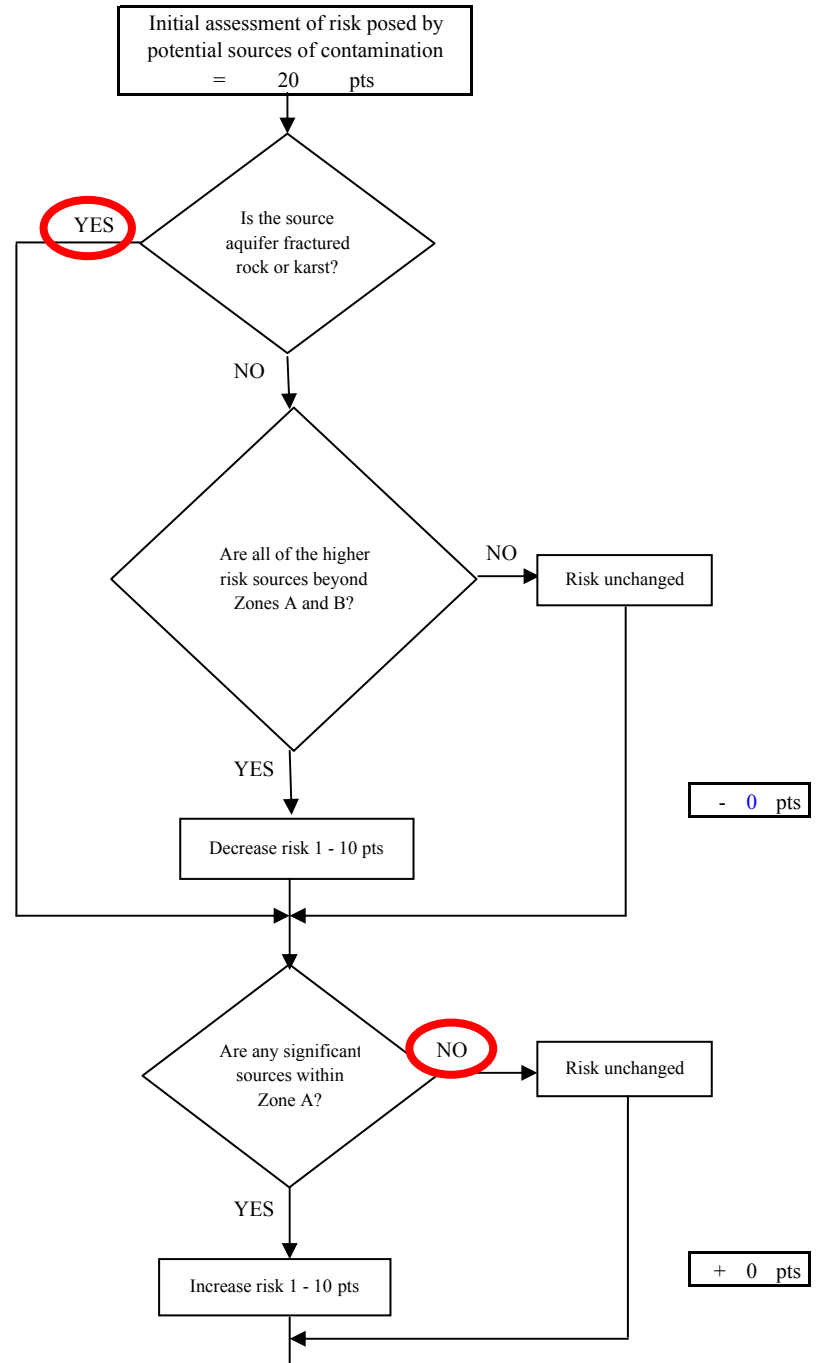 Initial assessment of risk posed by
potential sources of contamination
= 20 pts
YES
Is the source
aquifer fractured
rock or karst?
NO
Are all of the higher
risk sources beyond
Zones A and B?
NO
Risk unchanged
YES
- 0 pts
Decrease risk 1 - 10 pts
Are any significant
sources within
Zone A?
NO
Risk unchanged
YES
+ 0 pts
Increase risk 1 - 10 pts